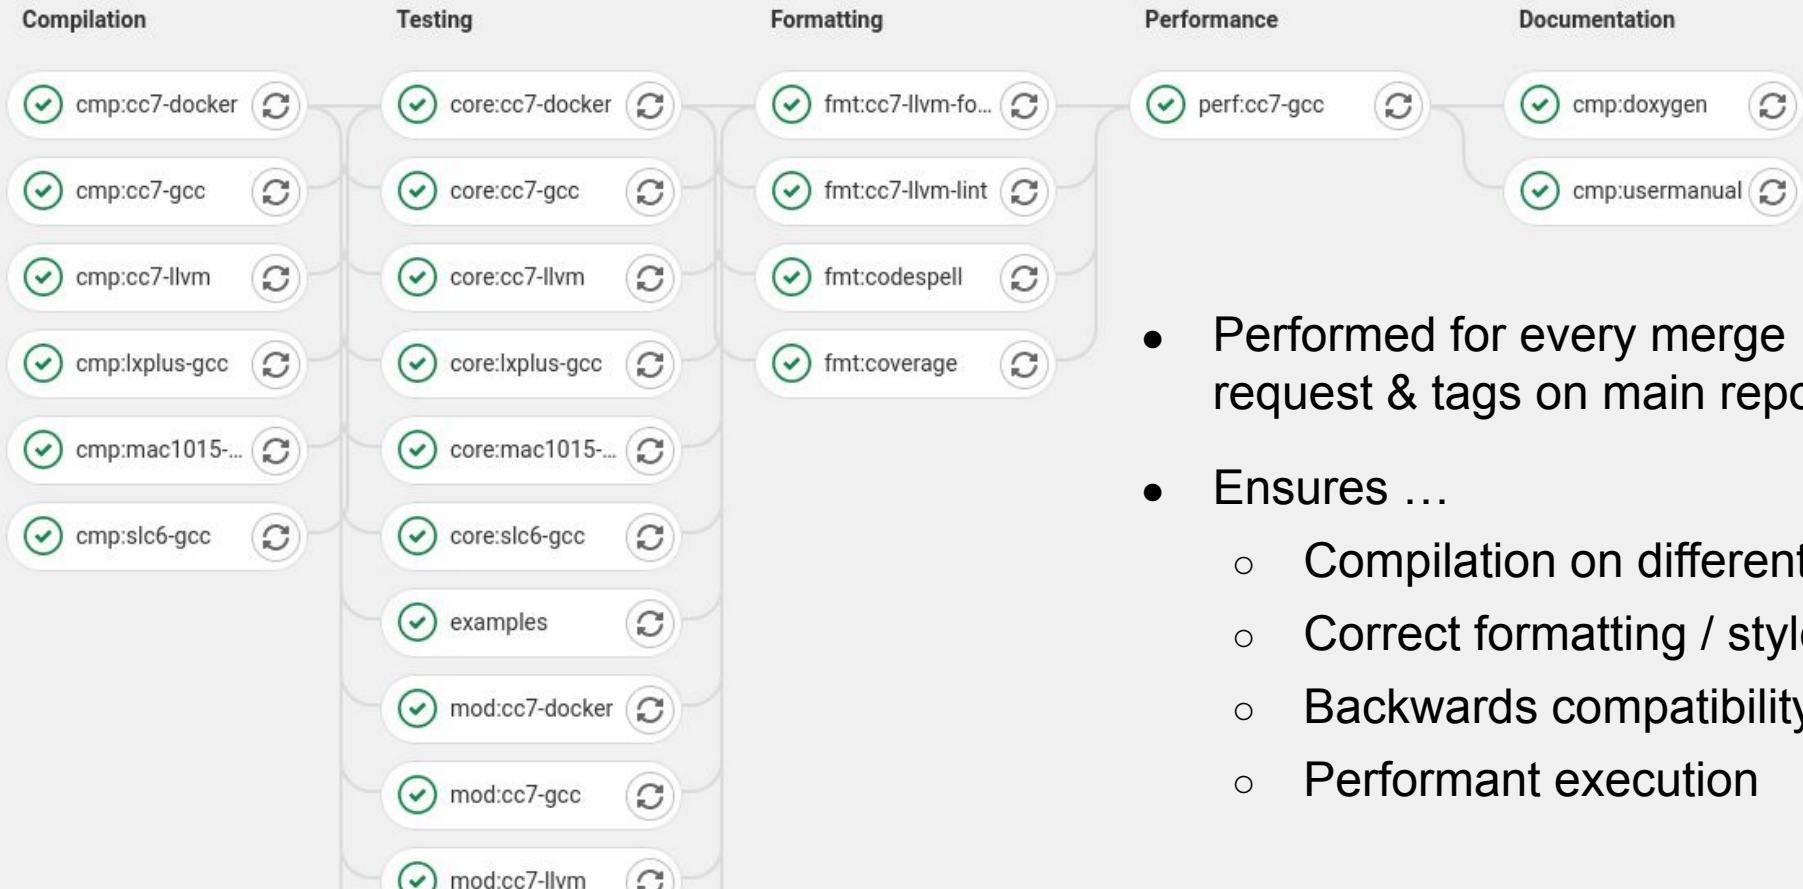 Compilation
cmp:cc7-docker
cmp:cc7-gcc
cmp:cc7-llvm
cmp:lxplus-gcc
cmp:mac1015-...
cmp:slc6-gcc
Testing
core:cc7-docker
core:cc7-gcc
core:cc7-llvm
core:lxplus-gcc
core:mac1015-...
core:slc6-gcc
examples
mod:cc7-docker
mod:cc7-gcc
mod:cc7-llvm
Formatting
fmt:cc7-llvm-fo...
fmt:cc7-llvm-lint
fmt:codespell
fmt:coverage
Performance
perf:cc7-gcc
Documentation
cmp:doxygen
cmp:usermanual
● Performed for every merge
request & tags on main repo
● Ensures …
○ Compilation on different
○ Correct formatting / style
○ Backwards compatibility
○ Performant execution